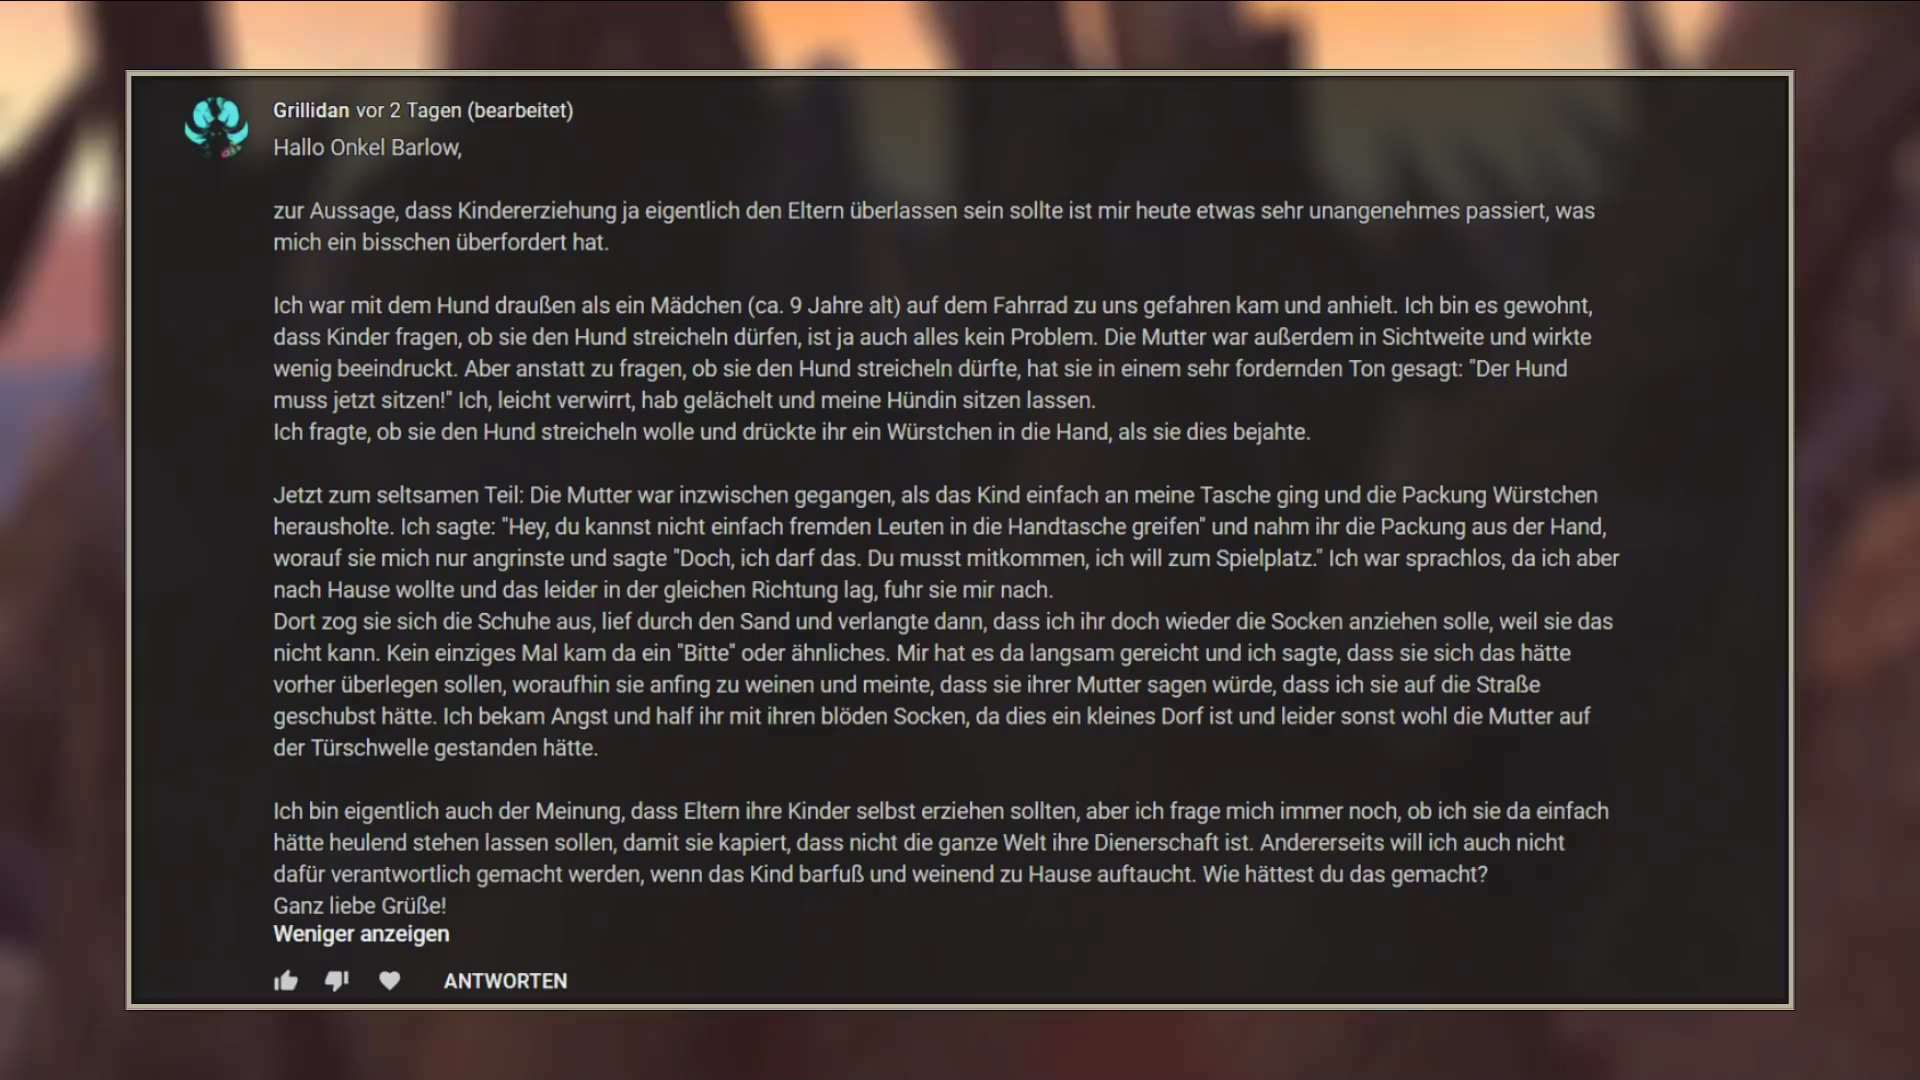 Grillidan vor 2 Tagen (bearbeitet)
Hallo Onkel Barlow,
zur Aussage, dass Kindererziehung ja eigentlich den Eltern überlassen sein sollte ist mir heute etwas sehr unangenehmes passiert, was
mich ein bisschen überfordert hat.
Ich war mit dem Hund draußen als ein Mädchen (ca. 9 Jahre alt) auf dem Fahrrad zu uns gefahren kam und anhielt. Ich bin es gewohnt,
dass Kinder fragen, ob sie den Hund streicheln dürfen, ist ja auch alles kein Problem. Die Mutter war außerdem in Sichtweite und wirkte
wenig beeindruckt. Aber anstatt zu fragen, ob sie den Hund streicheln dürfte, hat sie in einem sehr fordernden Ton gesagt: "Der Hund
muss jetzt sitzen!" Ich, leicht verwirrt, hab gelächelt und meine Hündin sitzen lassen.
Ich fragte, ob sie den Hund streicheln wolle und drückte ihr ein Würstchen in die Hand, als sie dies bejahte.
Jetzt zum seltsamen Teil: Die Mutter war inzwischen gegangen, als das Kind einfach an meine Tasche ging und die Packung Würstchen
herausholte. Ich sagte: "Hey, du kannst nicht einfach fremden Leuten in die Handtasche greifen" und nahm ihr die Packung aus der Hand,
worauf sie mich nur angrinste und sagte "Doch, ich darf das. Du musst mitkommen, ich will zum Spielplatz." Ich war sprachlos, da ich aber
nach Hause wollte und das leider in der gleichen Richtung lag, fuhr sie mir nach.
Dort zog sie sich die Schuhe aus, lief durch den Sand und verlangte dann, dass ich ihr doch wieder die Socken anziehen solle, weil sie das
nicht kann. Kein einziges Mal kam da ein "Bitte" oder ähnliches. Mir hat es da langsam gereicht und ich sagte, dass sie sich das hätte
vorher überlegen sollen, woraufhin sie anfing zu weinen und meinte, dass sie ihrer Mutter sagen würde, dass ich sie auf die Straße
geschubst hätte. Ich bekam Angst und half ihr mit ihren blöden Socken, da dies ein kleines Dorf ist und leider sonst wohl die Mutter auf
der Türschwelle gestanden hätte.
Ich bin eigentlich auch der Meinung, dass Eltern ihre Kinder selbst erziehen sollten, aber ich frage mich immer noch, ob ich sie da einfach
hätte heulend stehen lassen sollen, damit sie kapiert, dass nicht die ganze Welt ihre Dienerschaft ist. Andererseits will ich auch nicht
dafür verantwortlich gemacht werden, wenn das Kind barfuß und weinend zu Hause auftaucht. Wie hättest du das gemacht?
Ganz liebe Grüße!
Weniger anzeigen
ANTWORTEN